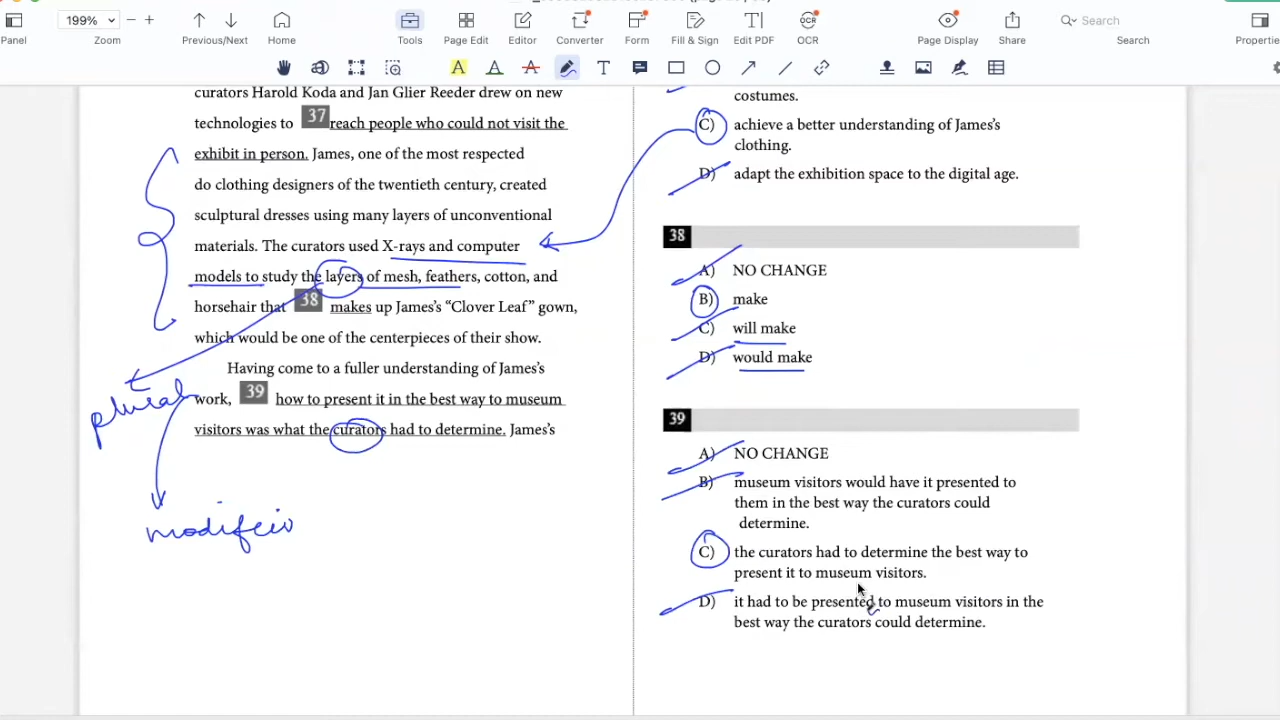 199%
Search
Panel
Zoom
Previous/Next
Home
Tools
Page Edit
Editor
Converter
Form
Fill & Sign
Edit PDF
OCR
OCR
Page Display
Share
Search
curators Harold Koda and Jan Glier Reeder drew on new
technologies to 37 reach people who could not visit the
exhibit in person. James, one of the most respected
do clothing designers of the twentieth century, created
sculptural dresses using many layers of unconventional
materials. The curators used X-rays and computer
models to study the layers of mesh, feathers, cotton, and
horsehair that 38 makes up James’s “Clover Leaf” gown,
which would be one of the centerpieces of their show.
Having come to a fuller understanding of James’s
work, 39 how to present it in the best way to museum
visitors was what the curators had to determine. James’s
plural
modifeir
costumes.
C) achieve a better understanding of James’s
clothing.
D) adapt the exhibition space to the digital age.
38
A) NO CHANGE
B) make
C) will make
D) would make
39
A) NO CHANGE
B) museum visitors would have it presented to
them in the best way the curators could
determine.
C) the curators had to determine the best way to
present it to museum visitors.
D) it had to be presented to museum visitors in the
best way the curators could determine.